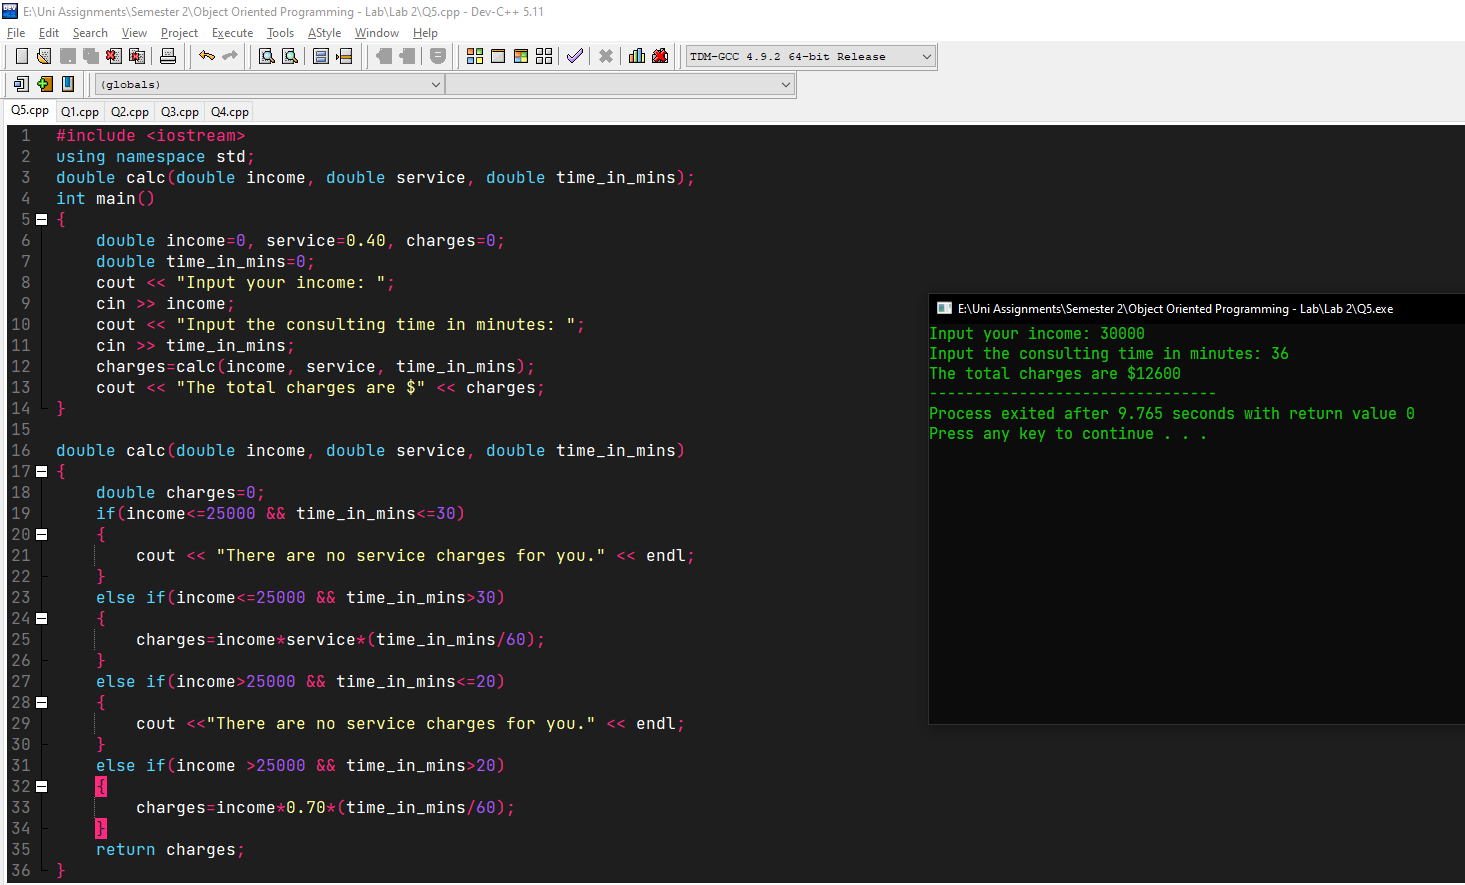 E:\Uni Assignments\Semester 2\Object Oriented Programming - Lab\Lab 2\Q5.cpp - Dev-C++ 5.11
File Edit Search View Project Execute Tools AStyle Window Help
TDM-GCC 4.9.2 64-bit Release
(globals)
Q5.cpp Q1.cpp Q2.cpp Q3.cpp Q4.cpp
1 #include <iostream>
2 using namespace std;
3 double calc(double income, double service, double time_in_mins);
4 int main()
5 {
6 double income=0, service=0.40, charges=0;
7 double time_in_mins=0;
8 cout << "Input your income: ";
9 cin >> income;
10 cout << "Input the consulting time in minutes: ";
11 cin >> time_in_mins;
12 charges=calc(income, service, time_in_mins);
13 cout << "The total charges are $" << charges;
14 }
15
16 double calc(double income, double service, double time_in_mins)
17 {
18 double charges=0;
19 if(income<=25000 && time_in_mins<=30)
20 {
21 cout << "There are no service charges for you." << endl;
22 }
23 else if(income<=25000 && time_in_mins>30)
24 {
25 charges=income*service*(time_in_mins/60);
26 }
27 else if(income>25000 && time_in_mins<=20)
28 {
29 cout <<"There are no service charges for you." << endl;
30 }
31 else if(income >25000 && time_in_mins>20)
32 {
33 charges=income*0.70*(time_in_mins/60);
34 }
35 return charges;
36 }
E:\Uni Assignments\Semester 2\Object Oriented Programming - Lab\Lab 2\Q5.exe
Input your income: 30000
Input the consulting time in minutes: 36
The total charges are $12600
--------------------------------
Process exited after 9.765 seconds with return value 0
Press any key to continue . . .